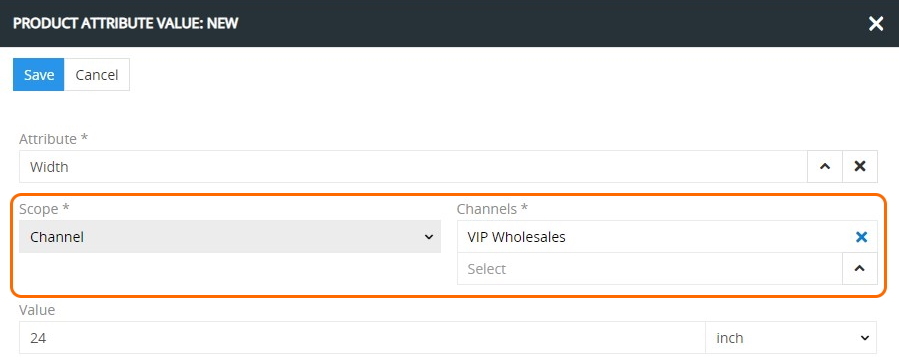 PRODUCT ATTRIBUTE VALUE: NEW
Save Cancel
Attribute *
Width
Scope * Channels *
Channel VIP Wholesales
Select
Value
24 inch